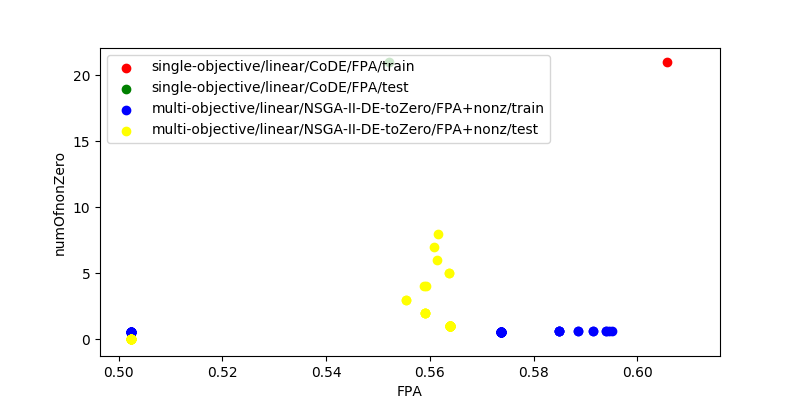 single-objective/linear/CoDE/FPA/train
single-objective/linear/CoDE/FPA/test
multi-objective/linear/NSGA-II-DE-toZero/FPA+nonz/train
multi-objective/linear/NSGA-II-DE-toZero/FPA+nonz/test
numOfnonZero
20
15
10
5
0
0.50 0.52 0.54 0.56 0.58 0.60
FPA